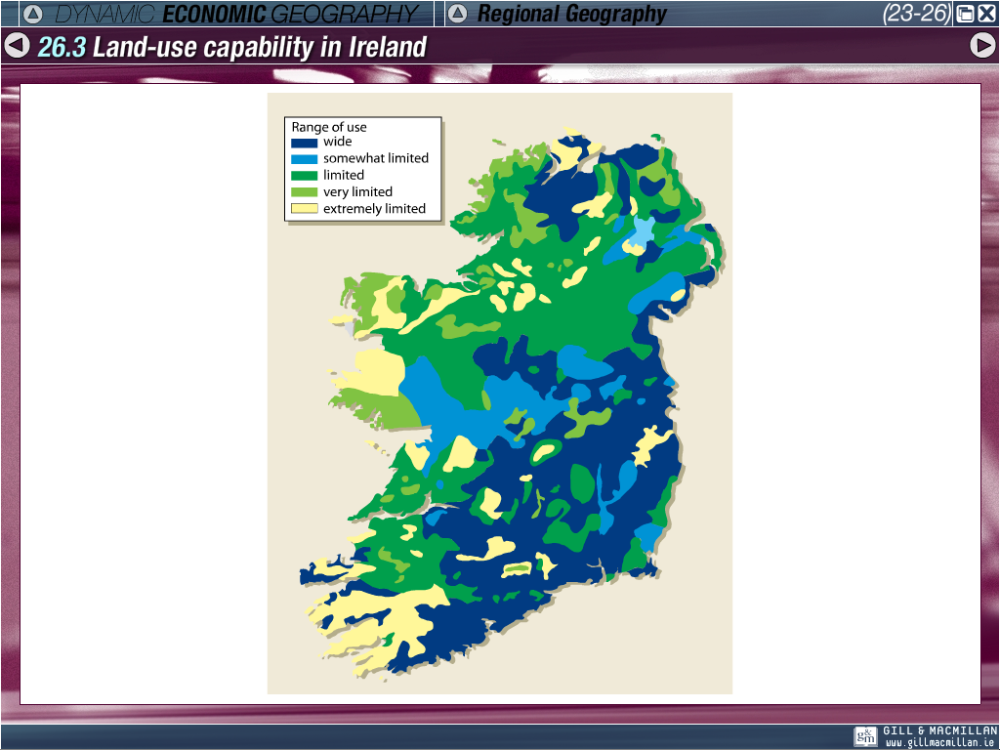 DYNAMIC ECONOMIC GEOGRAPHY
Regional Geography
(23-26)
26.3 Land-use capability in Ireland
Range of use
wide
somewhat limited
limited
very limited
extremely limited
g&m
GILL & MACMILLAN
www.gillmacmillan.ie